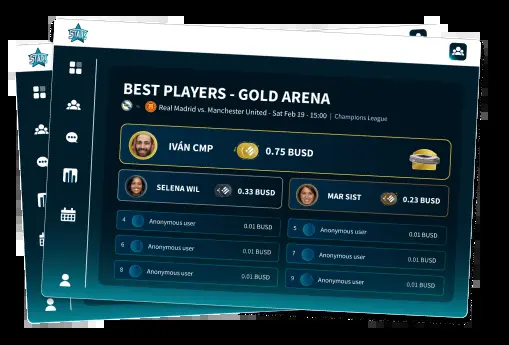 STAD
BEST PLAYERS - GOLD ARENA
Real Madrid vs. Manchester United - Sat Feb 19 - 15:00 | Champions League
IVÁN CMP 0.75 BUSD
SELENA WIL 0.33 BUSD
MAR SIST 0.23 BUSD
4 Anonymous user 0.01 BUSD
5 Anonymous user 0.01 BUSD
6 Anonymous user 0.01 BUSD
7 Anonymous user 0.01 BUSD
8 Anonymous user 0.01 BUSD
9 Anonymous user 0.01 BUSD